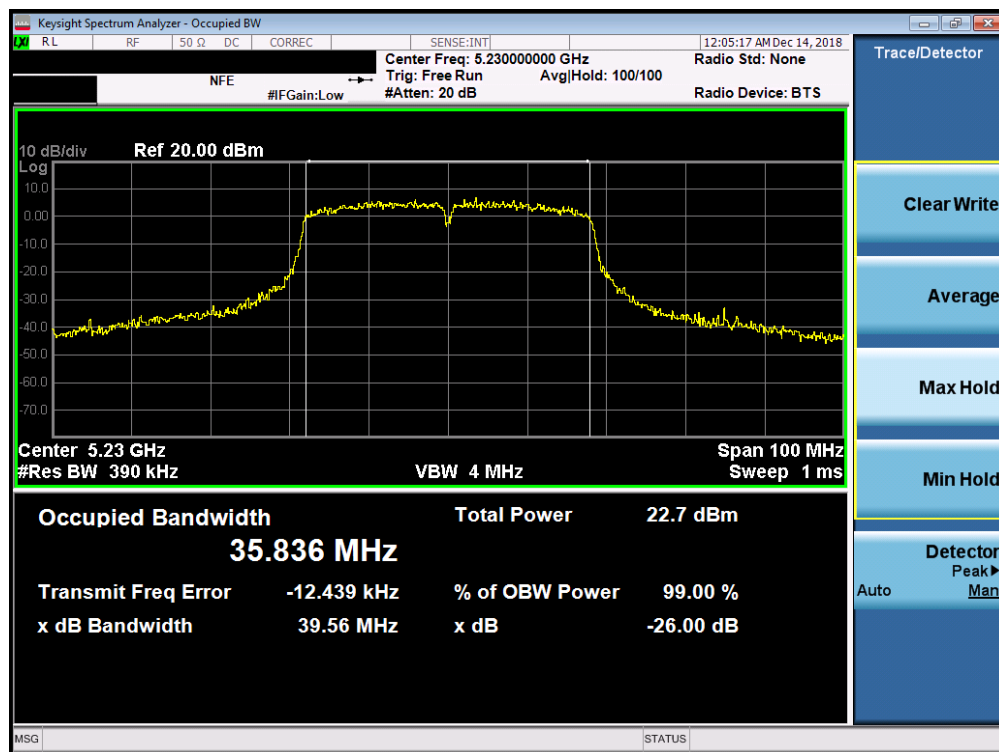 Keysight Spectrum Analyzer - Occupied BW
LXI RL RF 50 Ω DC CORREC SENSE:INT 12:05:17 AM Dec 14, 2018
Center Freq: 5.230000000 GHz Radio Std: None
NFE Trig: Free Run Avg|Hold: 100/100
#IFGain:Low #Atten: 20 dB Radio Device: BTS
10 dB/div Ref 20.00 dBm
Log
10.0
0.00
-10.0
-20.0
-30.0
-40.0
-50.0
-60.0
-70.0
Center 5.23 GHz Span 100 MHz
#Res BW 390 kHz VBW 4 MHz Sweep 1 ms
Occupied Bandwidth Total Power 22.7 dBm
35.836 MHz
Transmit Freq Error -12.439 kHz % of OBW Power 99.00 %
x dB Bandwidth 39.56 MHz x dB -26.00 dB
Trace/Detector
Clear Write
Average
Max Hold
Min Hold
Detector
Peak▶
Auto Man
MSG STATUS